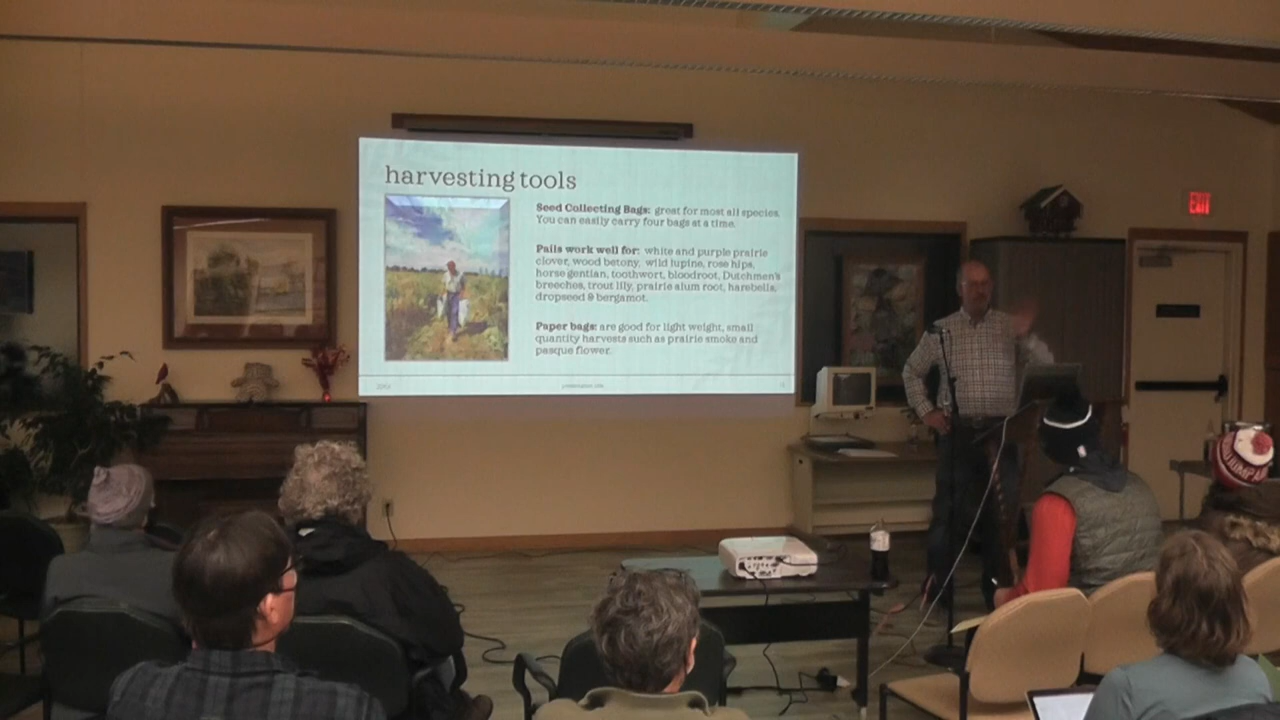 harvesting tools
Seed Collecting Bags: great for most all species.
You can easily carry four bags at a time.
Pails work well for: white and purple prairie
clover, wood betony, wild lupine, rose hips,
horse gentian, toothwort, bloodroot, Dutchmen's
breeches, trout lily, prairie alum root, harebells,
dropseed & bergamot.
Paper bags: are good for light weight, small
quantity harvests such as prairie smoke and
pasque flower.
EXIT